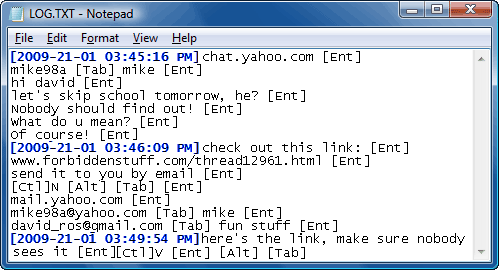 LOG.TXT - Notepad
File Edit Format View Help
[2009-21-01 03:45:16 PM]chat.yahoo.com [Ent]
mike98a [Tab] mike [Ent]
hi david [Ent]
let's skip school tomorrow, he? [Ent]
Nobody should find out! [Ent]
What do u mean? [Ent]
Of course! [Ent]
[2009-21-01 03:46:09 PM]check out this link: [Ent]
www.forbiddenstuff.com/thread12961.html [Ent]
send it to you by email [Ent]
[Ctl]N [Alt] [Tab] [Ent]
mail.yahoo.com [Ent]
mike98a@yahoo.com [Tab] mike [Ent]
david_ros@gmail.com [Tab] fun stuff [Ent]
[2009-21-01 03:49:54 PM]here's the link, make sure nobody
sees it [Ent][Ctl]V [Ent] [Alt] [Tab]